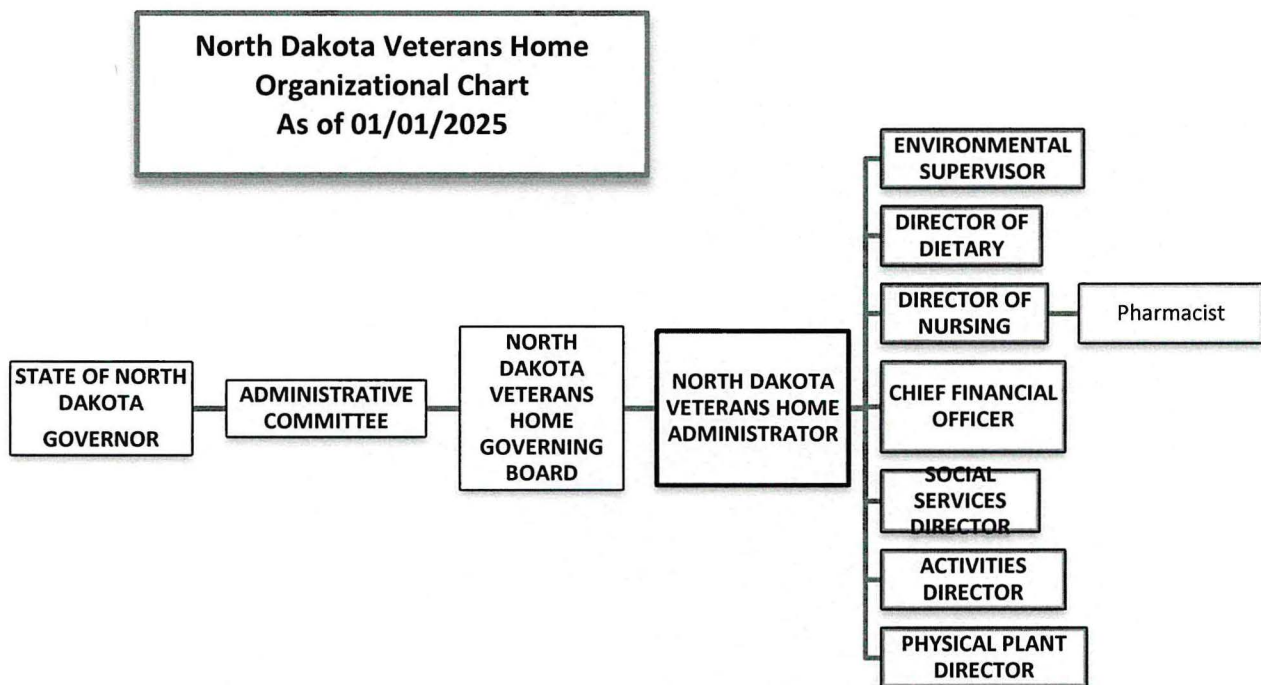 North Dakota Veterans Home
Organizational Chart
As of 01/01/2025
ENVIRONMENTAL
SUPERVISOR
DIRECTOR OF
DIETARY
DIRECTOR OF
NURSING
Pharmacist
STATE OF NORTH
DAKOTA
GOVERNOR
ADMINISTRATIVE
COMMITTEE
NORTH
DAKOTA
VETERANS
HOME
GOVERNING
BOARD
NORTH DAKOTA
VETERANS HOME
ADMINISTRATOR
CHIEF FINANCIAL
OFFICER
SOCIAL
SERVICES
DIRECTOR
ACTIVITIES
DIRECTOR
PHYSICAL PLANT
DIRECTOR